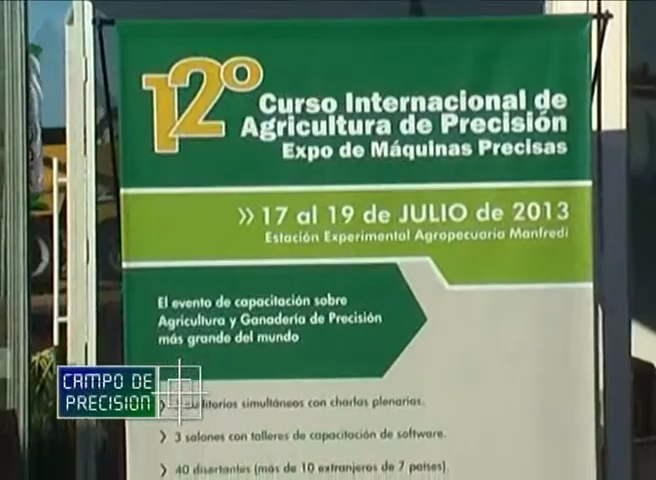 12º
Curso Internacional de
Agricultura de Precisión
Expo de Máquinas Precisas
» 17 al 19 de JULIO de 2013
Estación Experimental Agropecuaria Manfredi
El evento de capacitación sobre
Agricultura y Ganadería de Precisión
más grande del mundo
auditorios simultáneos con charlas plenarias.
3 salones con talleres de capacitación de software.
40 disertantes (más de 10 extranjeros de 7 países).
CAMPO DE
PRECISION